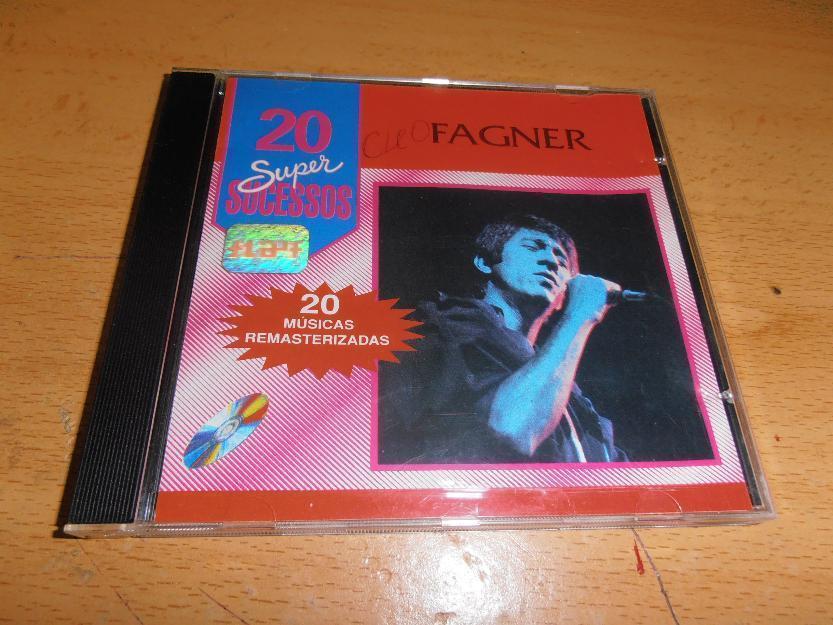 20
Super
SUCESSOS
CLEO
FAGNER
20
MÚSICAS
REMASTERIZADAS